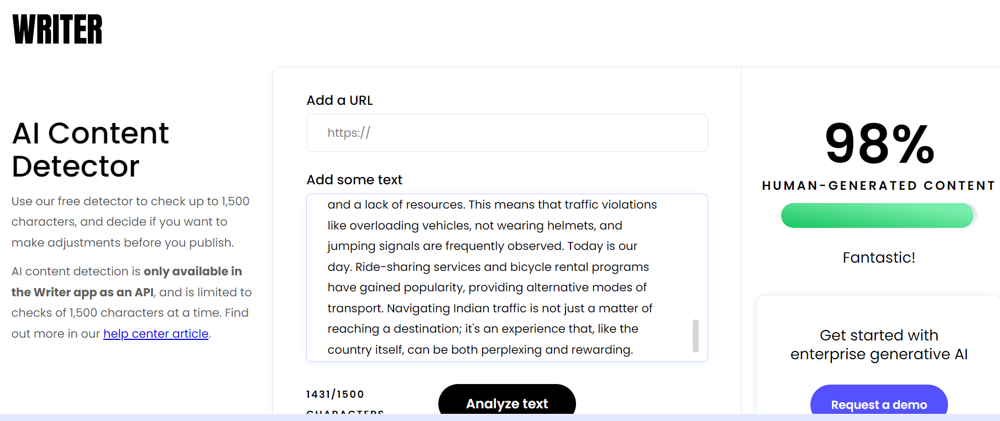 WRITER
AI Content
Detector
Use our free detector to check up to 1,500
characters, and decide if you want to
make adjustments before you publish.
AI content detection is only available in
the Writer app as an API, and is limited to
checks of 1,500 characters at a time. Find
out more in our help center article.
Add a URL
https://
Add some text
and a lack of resources. This means that traffic violations
like overloading vehicles, not wearing helmets, and
jumping signals are frequently observed. Today is our
day. Ride-sharing services and bicycle rental programs
have gained popularity, providing alternative modes of
transport. Navigating Indian traffic is not just a matter of
reaching a destination; it's an experience that, like the
country itself, can be both perplexing and rewarding.
1431/1500
CHARACTERS
Analyze text
98%
HUMAN-GENERATED CONTENT
Fantastic!
Get started with
enterprise generative AI
Request a demo